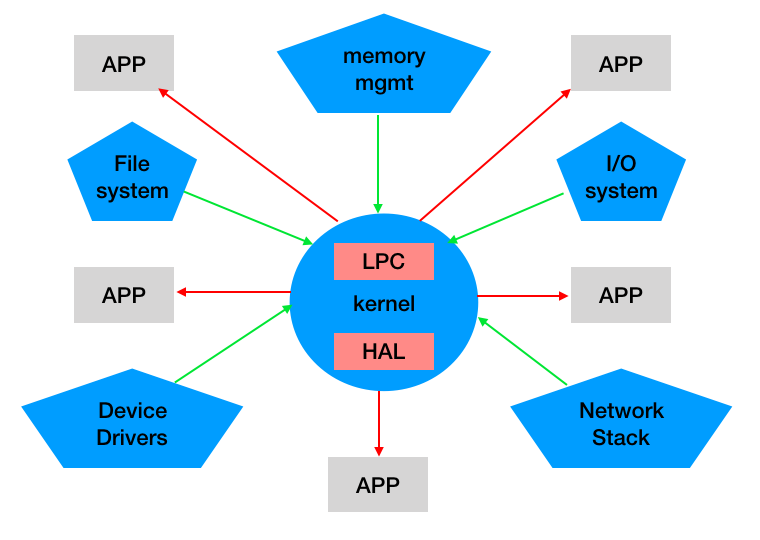 APP
memory
mgmt
APP
File
system
I/O
system
LPC
APP
kernel
APP
HAL
Device
Drivers
Network
Stack
APP